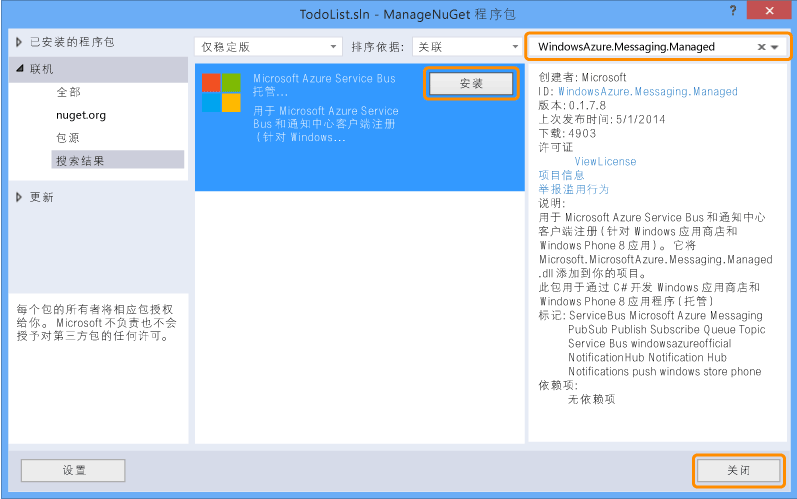 TodoList.sln - ManageNuGet 程序包
?
已安装的程序包
联机
全部
nuget.org
包源
搜索结果
更新
每个包的所有者将相应包授权
给你。 Microsoft 不负责也不会
授予对第三方包的任何许可。
设置
仅稳定版
排序依据: 关联
Microsoft Azure Service Bus
托管...
用于 Microsoft Azure Service
Bus 和通知中心客户端注册
(针对 Windows...
安装
WindowsAzure.Messaging.Managed
创建者: Microsoft
ID: WindowsAzure.Messaging.Managed
版本: 0.1.7.8
上次发布时间: 5/1/2014
下载: 4903
许可证
ViewLicense
项目信息
举报滥用行为
说明:
用于 Microsoft Azure Service Bus 和通知中心
客户端注册 (针对 Windows 应用商店和
Windows Phone 8 应用) 。 它将
Microsoft.MicrosoftAzure.Messaging.Managed
.dll 添加到你的项目。
此包用于通过 C# 开发 Windows 应用商店和
Windows Phone 8 应用程序 (托管)
标记: ServiceBus Microsoft Azure Messaging
PubSub Publish Subscribe Queue Topic
Service Bus windowsazureofficial
NotificationHub Notification Hub
Notifications push windows store phone
依赖项:
无依赖项
关闭